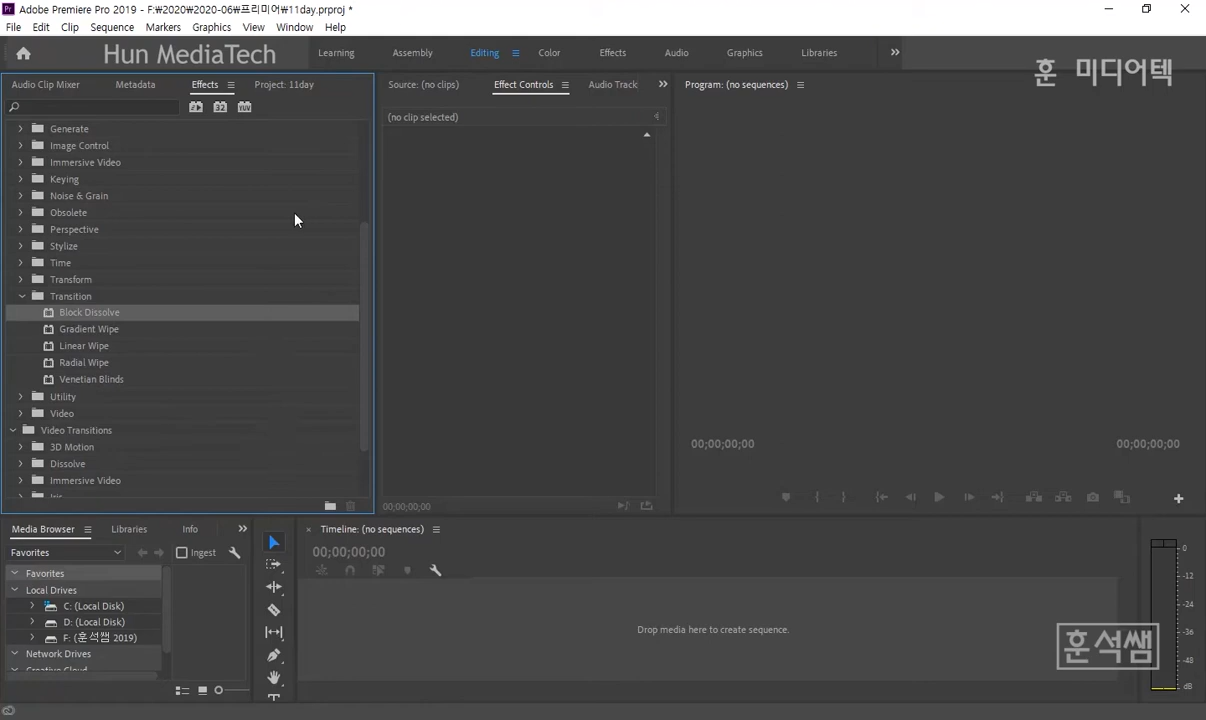 Adobe Premiere Pro 2019 - F:₩2020₩2020-06₩프리미어₩11day.prproj *
File Edit Clip Sequence Markers Graphics View Window Help
Hun MediaTech Learning Assembly Editing Color Effects Audio Graphics Libraries
훈 미디어텍
Audio Clip Mixer Metadata Effects Project: 11day Source: (no clips) Effect Controls Audio Track Program: (no sequences)
(no clip selected)
Generate
Image Control
Immersive Video
Keying
Noise & Grain
Obsolete
Perspective
Stylize
Time
Transform
Transition
Block Dissolve
Gradient Wipe
Linear Wipe
Radial Wipe
Venetian Blinds
Utility
Video
Video Transitions
3D Motion
Dissolve
Immersive Video
Iris
00;00;00;00
00;00;00;00 00;00;00;00
Media Browser Libraries Info
Favorites Ingest
Favorites
Local Drives
C: (Local Disk)
D: (Local Disk)
F: (훈석쌤 2019)
Network Drives
Creative Cloud
Timeline: (no sequences)
00;00;00;00
Drop media here to create sequence.
0
-12
-24
-36
-48
dB
훈석쌤